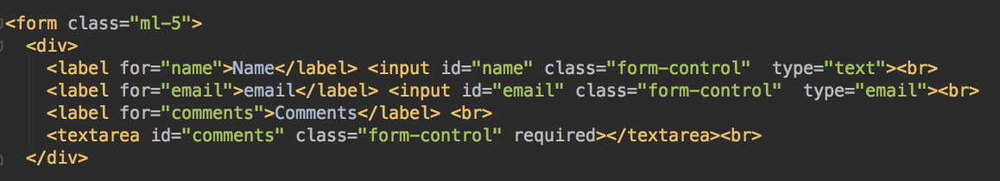 <form class="ml-5">
<div>
<label for="name">Name</label> <input id="name" class="form-control"  type="text"><br>
<label for="email">email</label> <input id="email" class="form-control"  type="email"><br>
<label for="comments">Comments</label> <br>
<textarea id="comments" class="form-control" required></textarea><br>
</div>